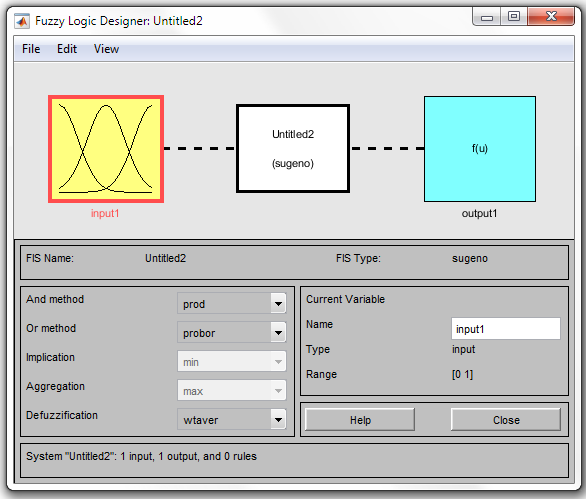 Fuzzy Logic Designer: Untitled2
File Edit View
Untitled2
(sugeno)
f(u)
input1
output1
FIS Name: Untitled2 FIS Type: sugeno
And method prod
Or method probor
Implication min
Aggregation max
Defuzzification wtaver
Current Variable
Name input1
Type input
Range [0 1]
Help Close
System "Untitled2": 1 input, 1 output, and 0 rules